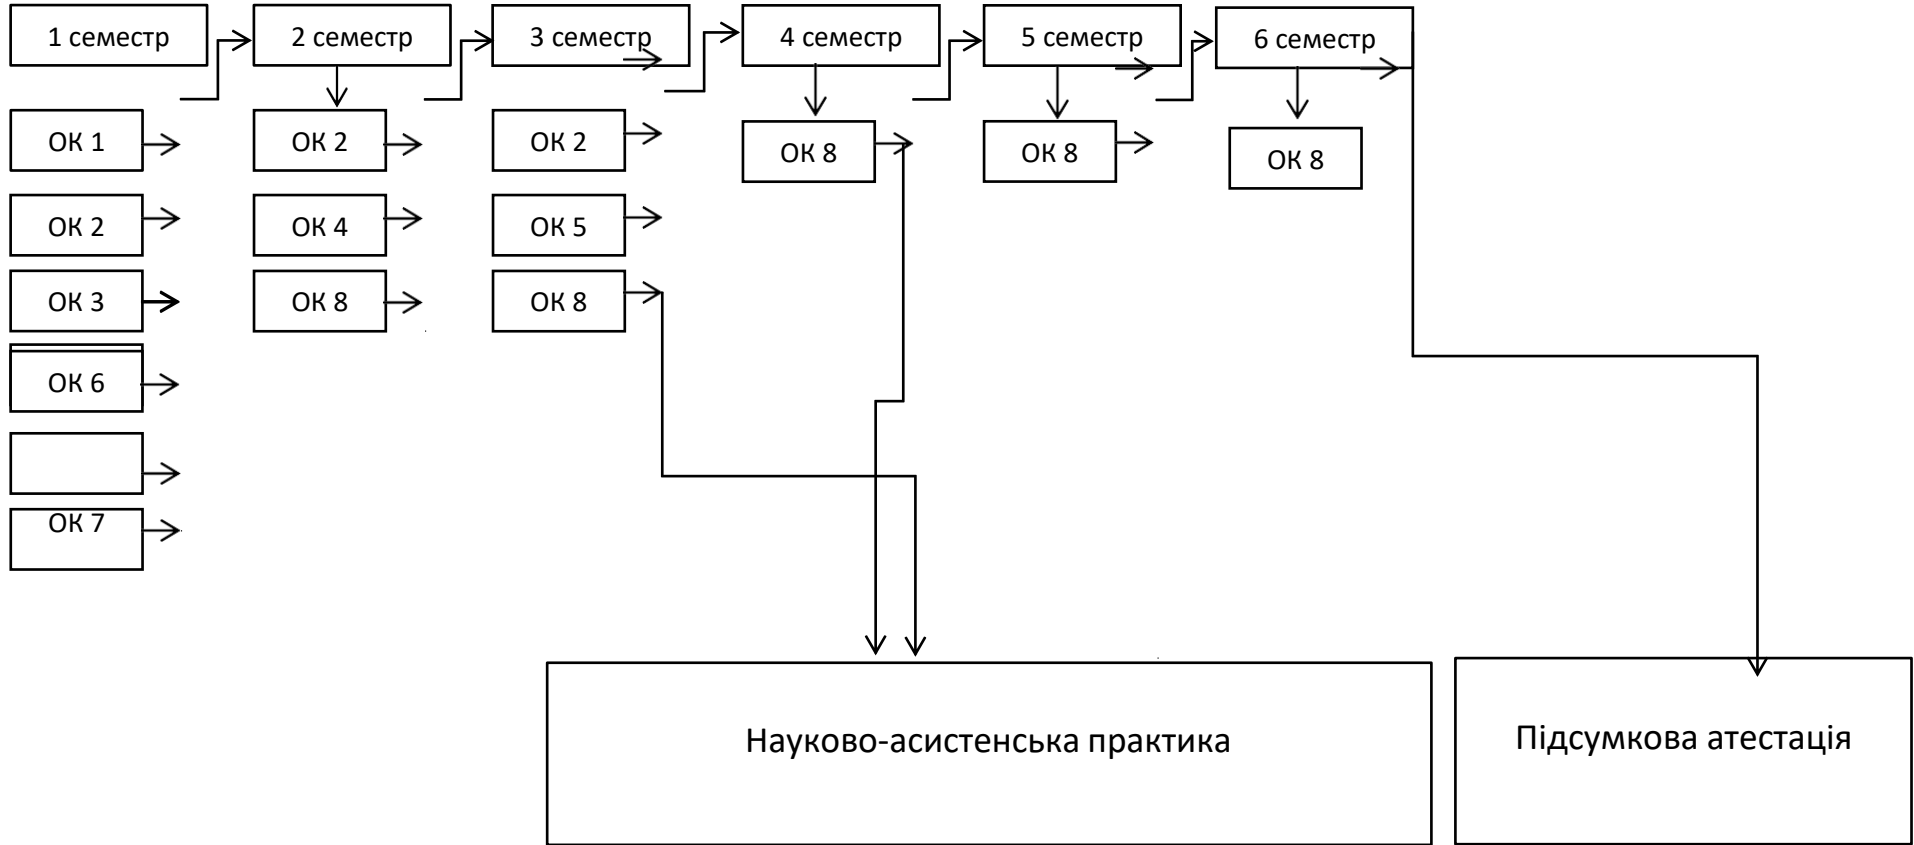 1 семестр
2 семестр
3 семестр
4 семестр
5 семестр
6 семестр
ОК 1
ОК 2
ОК 2
ОК 8
ОК 8
ОК 8
ОК 2
ОК 4
ОК 5
ОК 3
ОК 8
ОК 8
ОК 6
ОК 7
Науково-асистенська практика
Підсумкова атестація